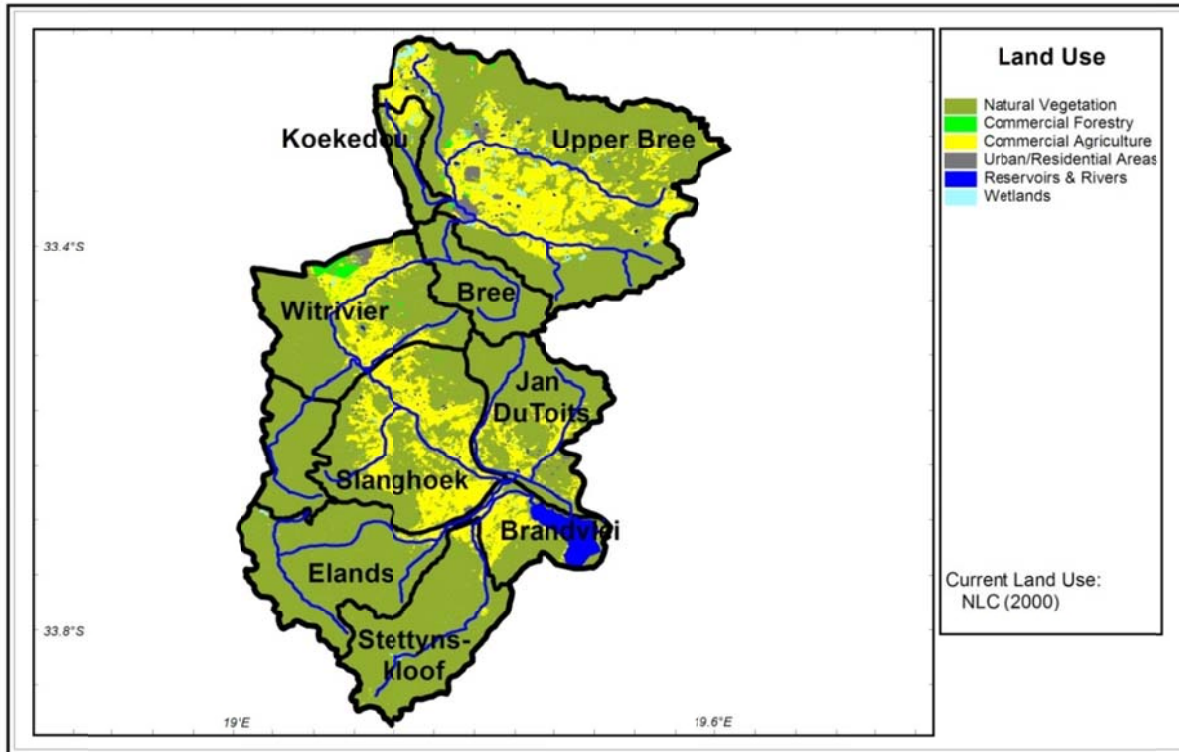 Land Use
Natural Vegetation
Commercial Forestry
Commercial Agriculture
Urban/Residential Areas
Reservoirs & Rivers
Wetlands
Koekedou
Upper Bree
33.4°S
Bree
Witrivier
Jan
DuToits
Slanghoek
Brandvlei
Elands
Current Land Use:
NLC (2000)
33.8°S
Stettyns-
kloof
19°E
19.6°E